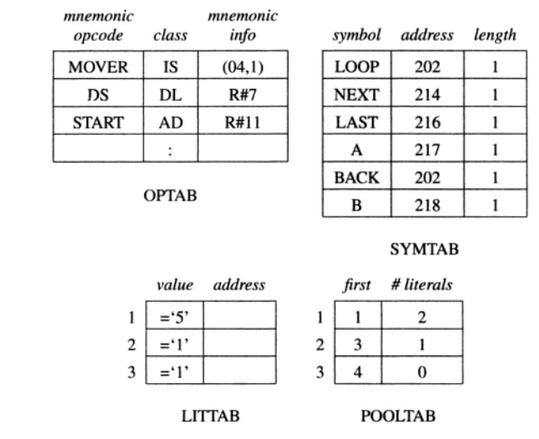 mnemonic opcode class mnemonic info
MOVER IS (04,1)
DS DL R#7
START AD R#11
:
OPTAB
symbol address length
LOOP 202 1
NEXT 214 1
LAST 216 1
A 217 1
BACK 202 1
B 218 1
SYMTAB
value address
1 ='5'
2 ='1'
3 ='1'
LITTAB
first # literals
1 1 2
2 3 1
3 4 0
POOLTAB